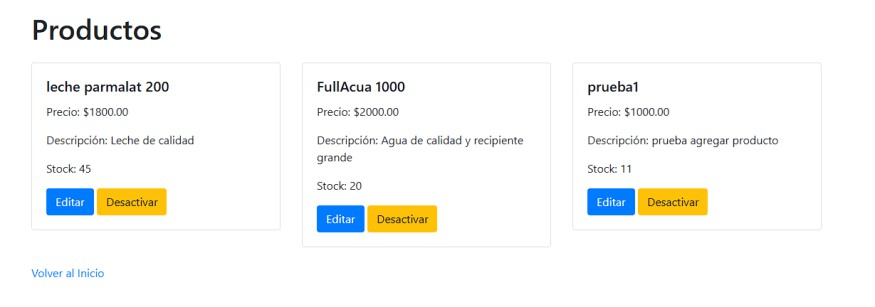 Productos
leche parmalat 200
Precio: $1800.00
Descripción: Leche de calidad
Stock: 45
Editar Desactivar
FullAcua 1000
Precio: $2000.00
Descripción: Agua de calidad y recipiente
grande
Stock: 20
Editar Desactivar
prueba1
Precio: $1000.00
Descripción: prueba agregar producto
Stock: 11
Editar Desactivar
Volver al Inicio